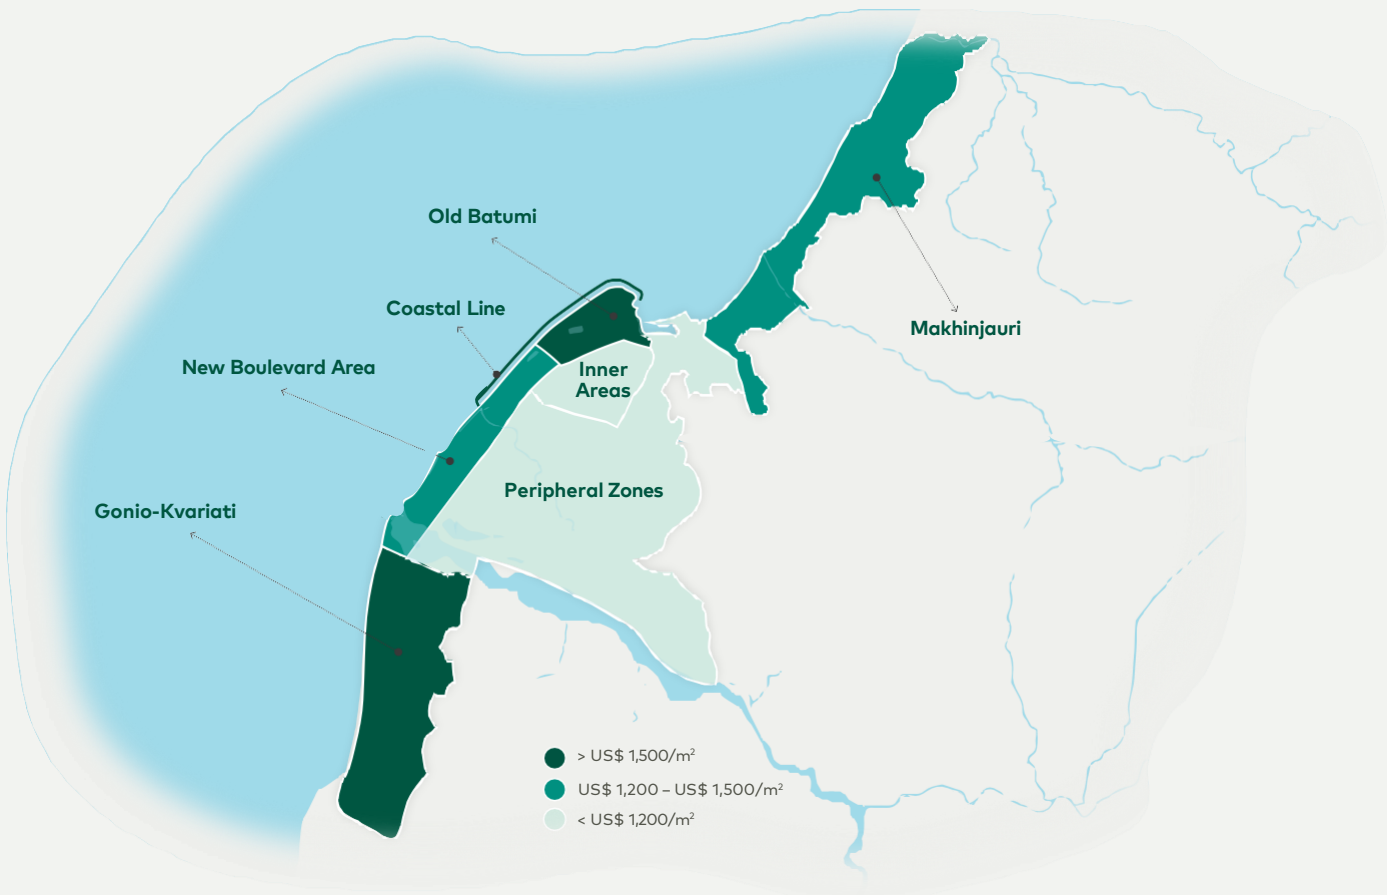 Old Batumi
Coastal Line
Makhinjauri
New Boulevard Area
Inner
Areas
Peripheral Zones
Gonio-Kvariati
> US$ 1,500/m²
US$ 1,200 – US$ 1,500/m²
< US$ 1,200/m²